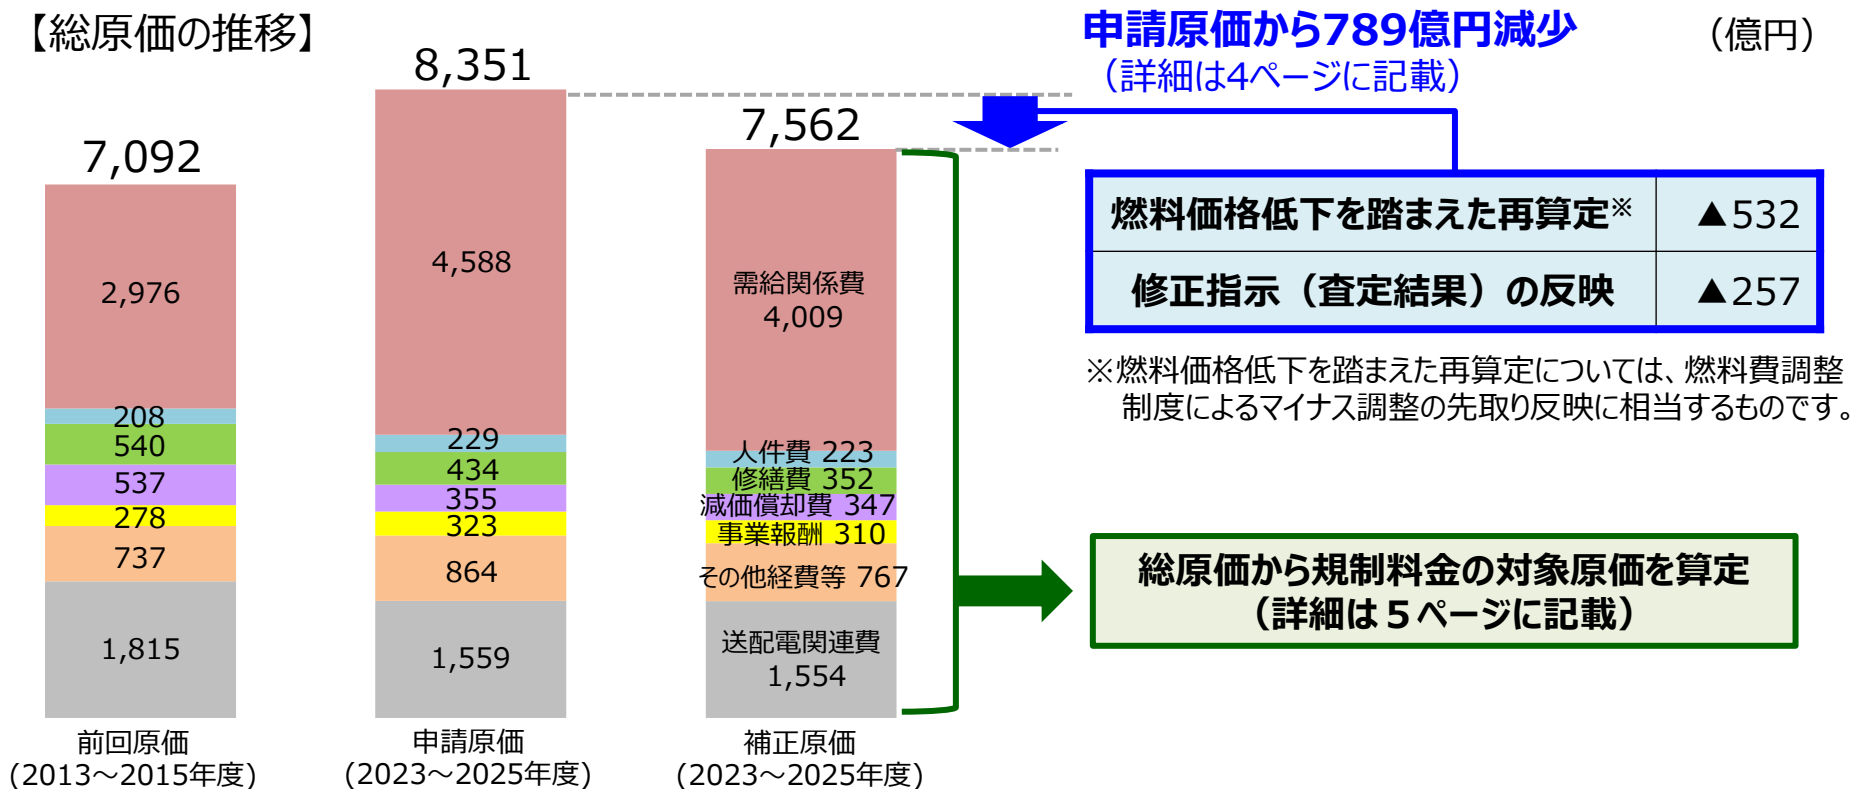 【総原価の推移】
申請原価から789億円減少
(億円)
(詳細は4ページに記載)
7,092
2,976
208
540
537
278
737
1,815
前回原価
(2013~2015年度)
8,351
4,588
229
434
355
323
864
1,559
申請原価
(2023~2025年度)
7,562
需給関係費
4,009
人件費 223
修繕費 352
減価償却費 347
事業報酬 310
その他経費等 767
送配電関連費
1,554
補正原価
(2023~2025年度)
燃料価格低下を踏まえた再算定※ ▲532
修正指示(査定結果)の反映 ▲257
※燃料価格低下を踏まえた再算定については、燃料費調整
制度によるマイナス調整の先取り反映に相当するものです。
総原価から規制料金の対象原価を算定
(詳細は5ページに記載)